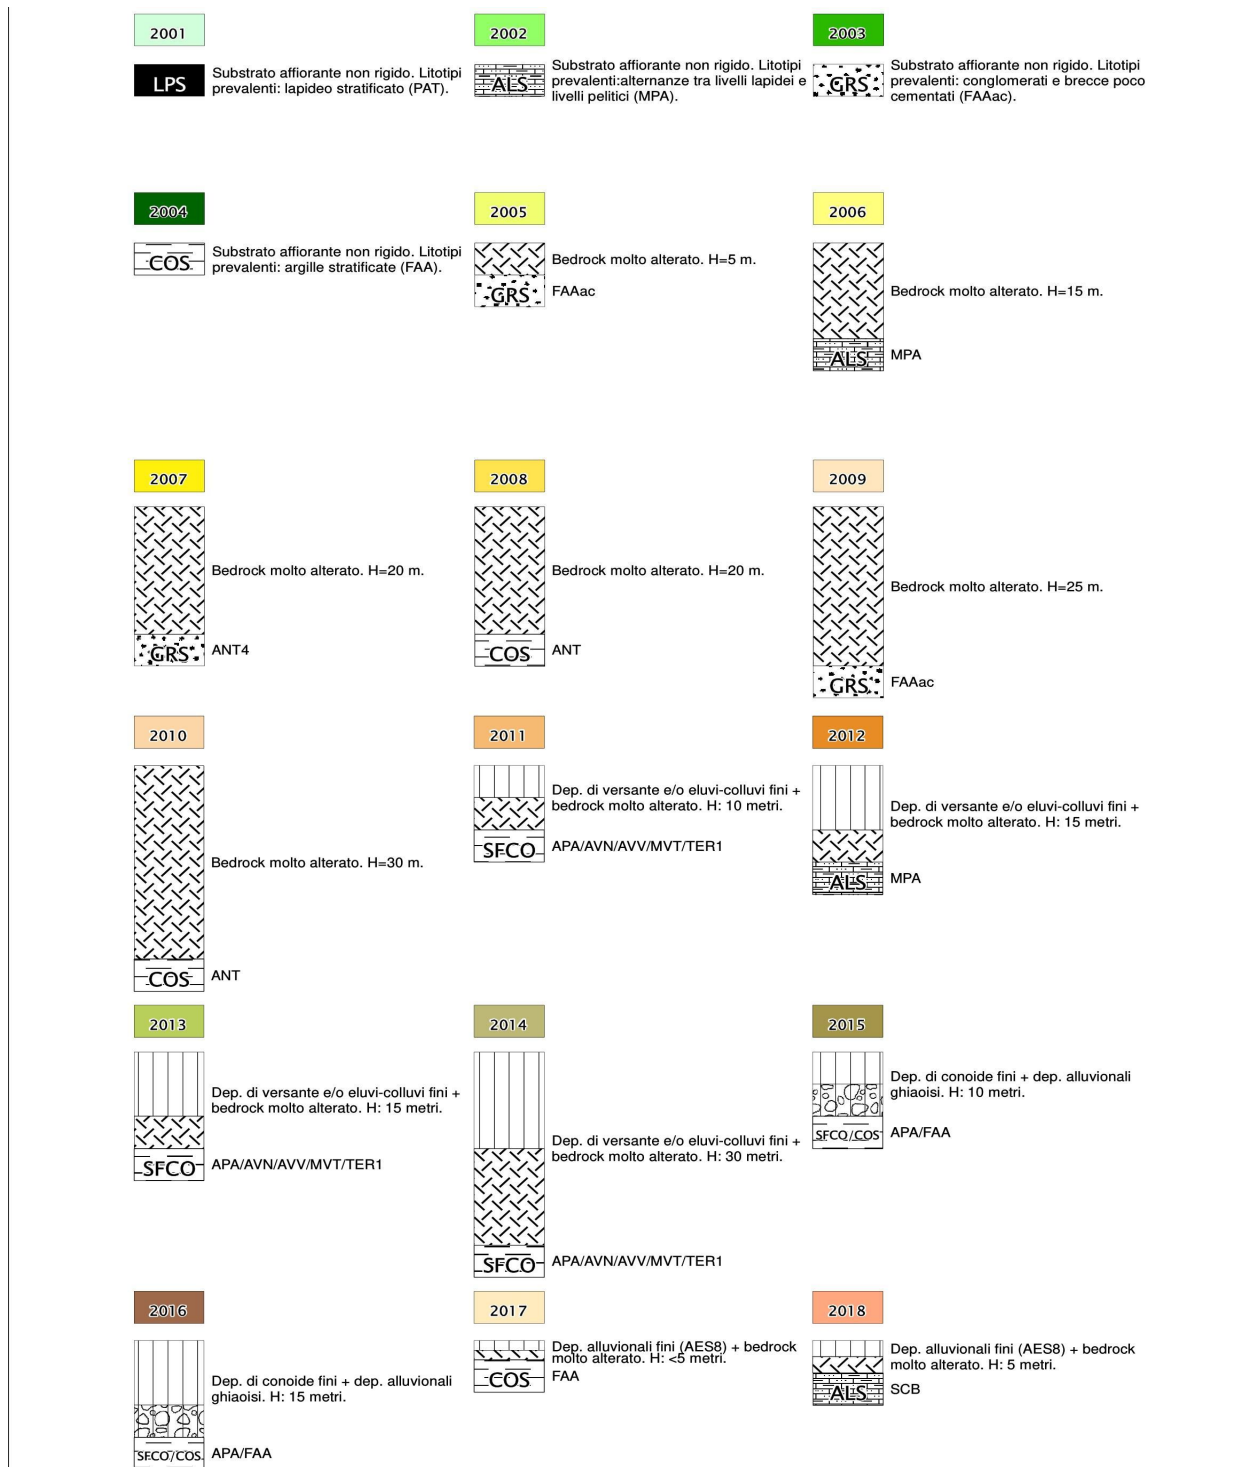 2001
LPS
Substrato affiorante non rigido. Litotipi
prevalenti: lapideo stratificato (PAT).
2002
ALS
Substrato affiorante non rigido. Litotipi
prevalenti:alternanze tra livelli lapidei e
livelli pelitici (MPA).
2003
GRS
Substrato affiorante non rigido. Litotipi
prevalenti: conglomerati e brecce poco
cementati (FAAac).
2004
COS
Substrato affiorante non rigido. Litotipi
prevalenti: argille stratificate (FAA).
2005
Bedrock molto alterato. H=5 m.
GRS
FAAac
2006
Bedrock molto alterato. H=15 m.
ALS
MPA
2007
Bedrock molto alterato. H=20 m.
GRS
ANT4
2008
Bedrock molto alterato. H=20 m.
COS
ANT
2009
Bedrock molto alterato. H=25 m.
GRS
FAAac
2010
Bedrock molto alterato. H=30 m.
COS
ANT
2011
Dep. di versante e/o eluvi-colluvi fini +
bedrock molto alterato. H: 10 metri.
SFCO
APA/AVN/AVV/MVT/TER1
2012
Dep. di versante e/o eluvi-colluvi fini +
bedrock molto alterato. H: 15 metri.
ALS
MPA
2013
Dep. di versante e/o eluvi-colluvi fini +
bedrock molto alterato. H: 15 metri.
SFCO
APA/AVN/AVV/MVT/TER1
2014
Dep. di versante e/o eluvi-colluvi fini +
bedrock molto alterato. H: 30 metri.
SFCO
APA/AVN/AVV/MVT/TER1
2015
Dep. di conoide fini + dep. alluvionali
ghiaoisi. H: 10 metri.
SFCO/COS
APA/FAA
2016
Dep. di conoide fini + dep. alluvionali
ghiaoisi. H: 15 metri.
SFCO/COS
APA/FAA
2017
Dep. alluvionali fini (AES8) + bedrock
molto alterato. H: <5 metri.
COS
FAA
2018
Dep. alluvionali fini (AES8) + bedrock
molto alterato. H: 5 metri.
ALS
SCB